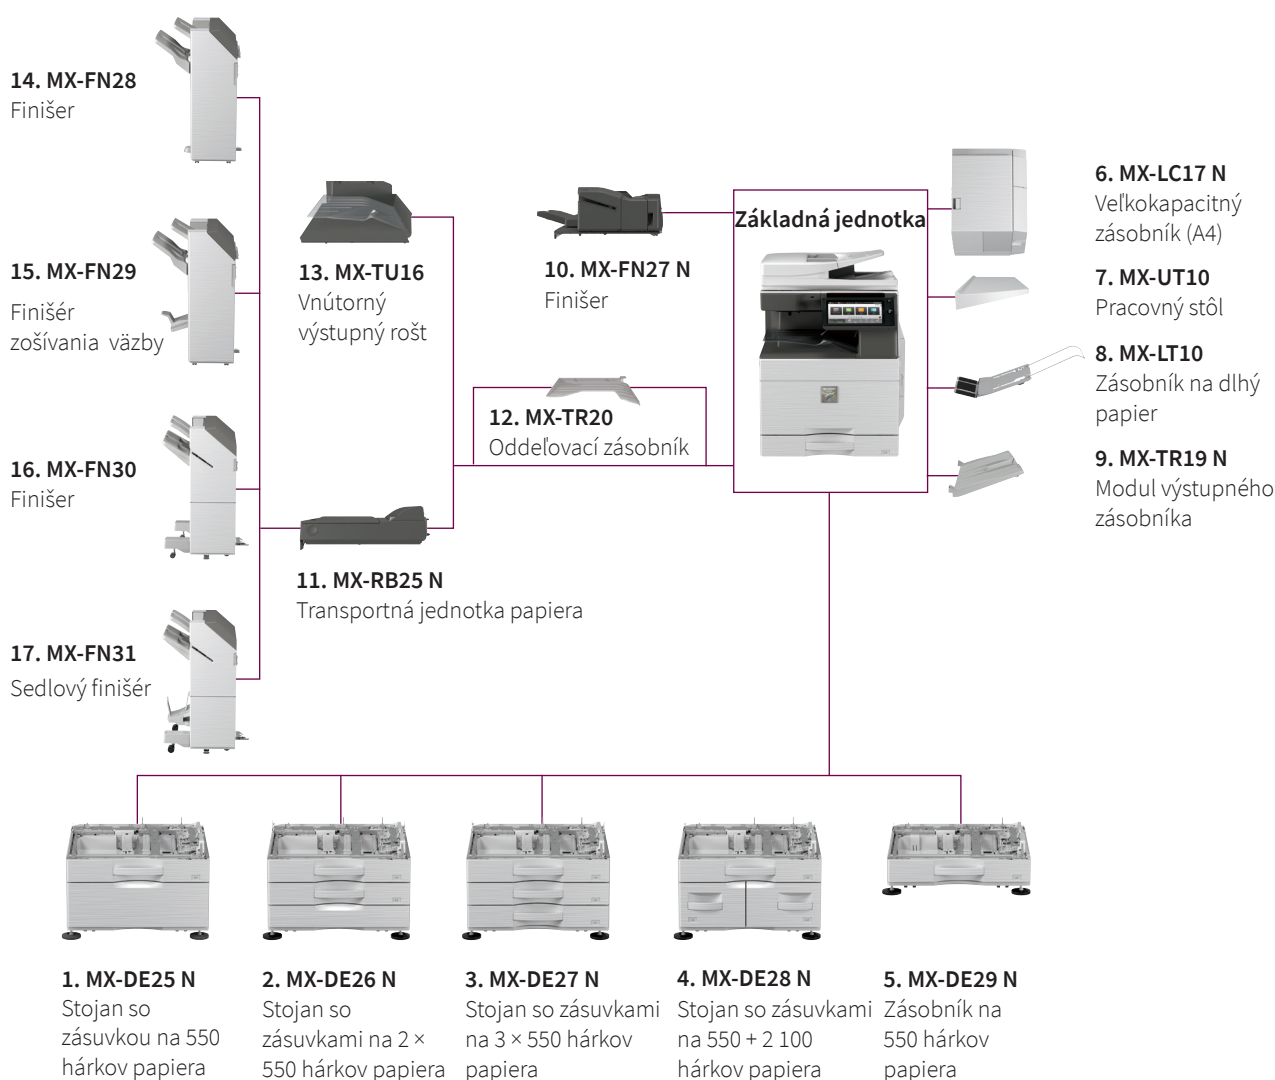 14. MX-FN28
Finišer
15. MX-FN29
Finišér
zošívania väzby
16. MX-FN30
Finišer
17. MX-FN31
Sedlový finišér
13. MX-TU16
Vnútorný
výstupný rošt
10. MX-FN27 N
Finišer
12. MX-TR20
Oddeľovací zásobník
11. MX-RB25 N
Transportná jednotka papiera
Základná jednotka
6. MX-LC17 N
Veľkokapacitný
zásobník (A4)
7. MX-UT10
Pracovný stôl
8. MX-LT10
Zásobník na dlhý
papier
9. MX-TR19 N
Modul výstupného
zásobníka
1. MX-DE25 N
Stojan so
zásuvkou na 550
hárkov papiera
2. MX-DE26 N
Stojan so
zásuvkami na 2 ×
550 hárkov papiera
3. MX-DE27 N
Stojan so zásuvkami
na 3 × 550 hárkov
papiera
4. MX-DE28 N
Stojan so zásuvkami
na 550 + 2 100
hárkov papiera
5. MX-DE29 N
Zásobník na
550 hárkov
papiera